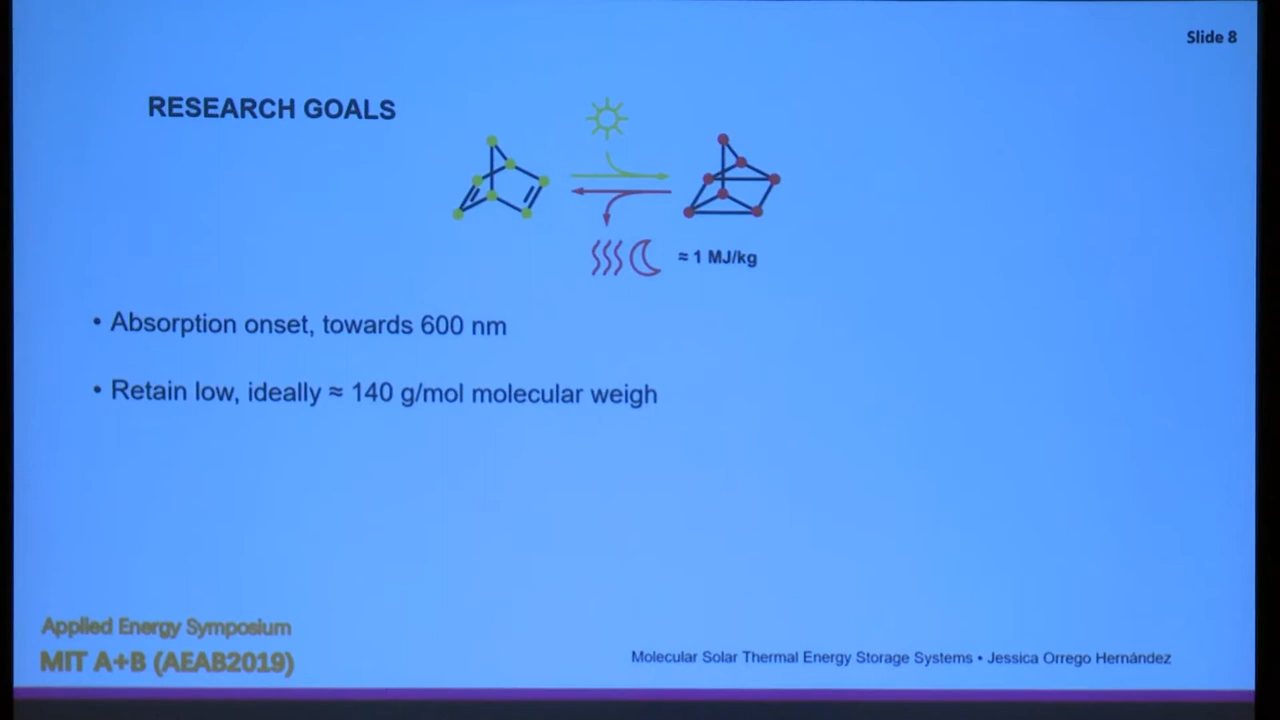 Slide 8
RESEARCH GOALS
≈ 1 MJ/kg
• Absorption onset, towards 600 nm
• Retain low, ideally ≈ 140 g/mol molecular weigh
Applied Energy Symposium
MIT A+B (AEAB2019)
Molecular Solar Thermal Energy Storage Systems • Jessica Orrego Hernández